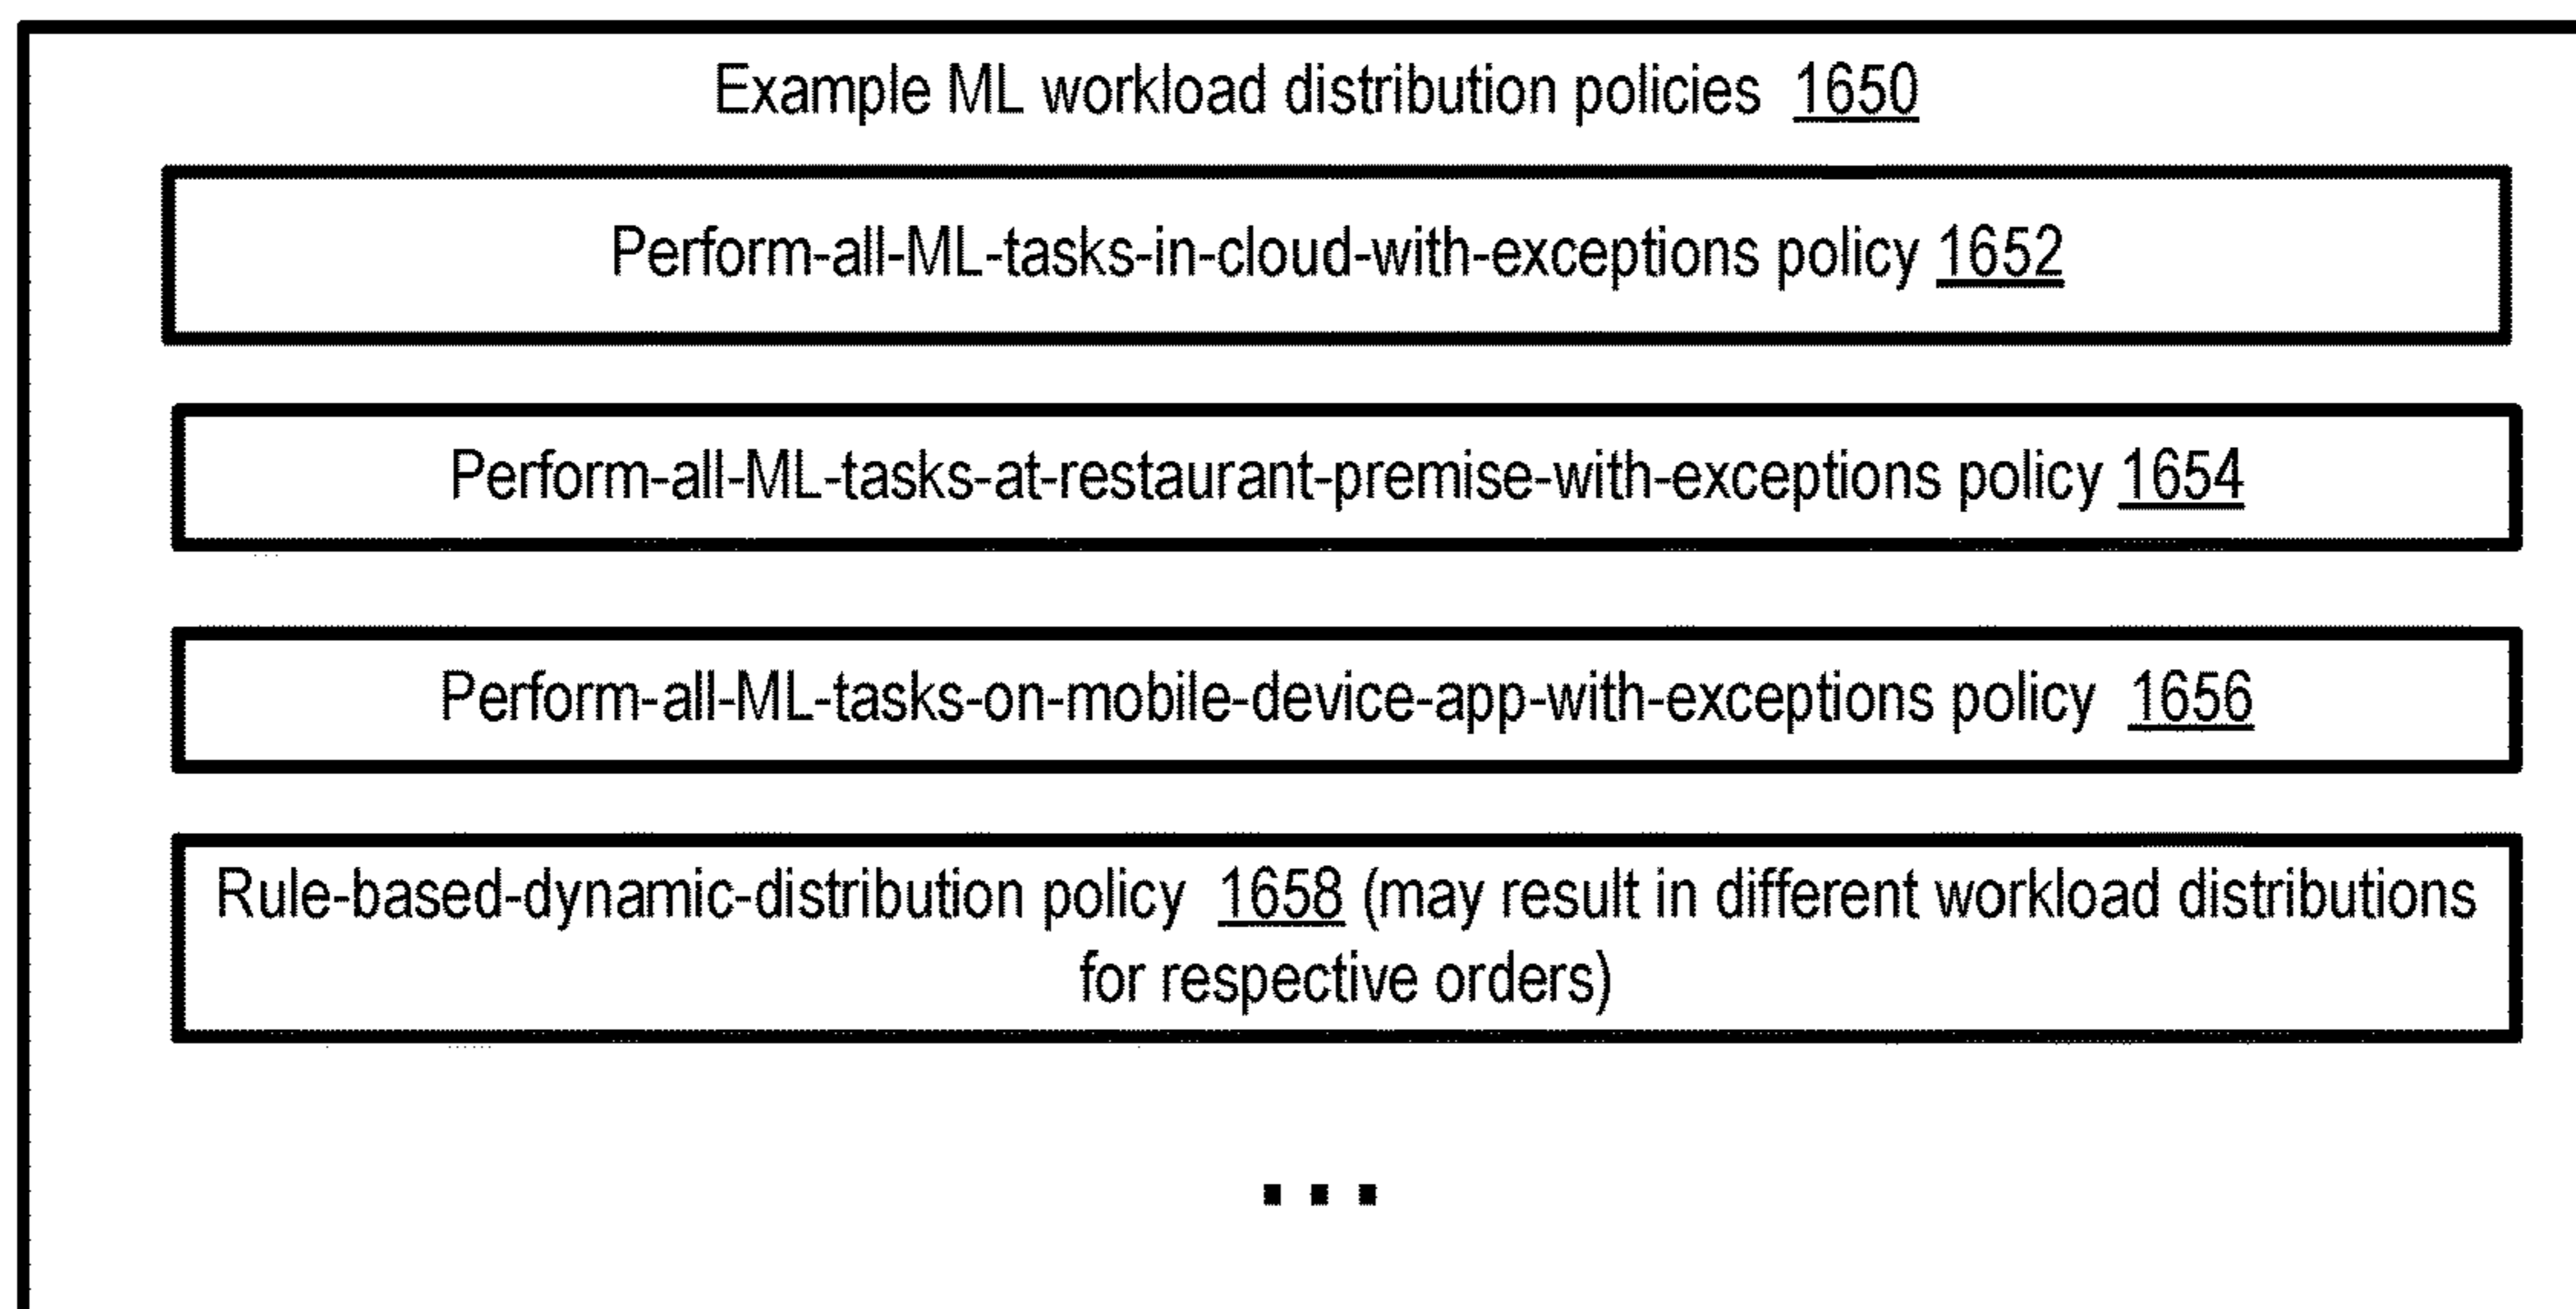 Example ML workload distribution policies 1650
Perform-all-ML-tasks-in-cloud-with-exceptions policy 1652
Perform-all-ML-tasks-at-restaurant-premise-with-exceptions policy 1654
Perform-all-ML-tasks-on-mobile-device-app-with-exceptions policy 1656
Rule-based-dynamic-distribution policy 1658 (may result in different workload distributions
for respective orders)
...